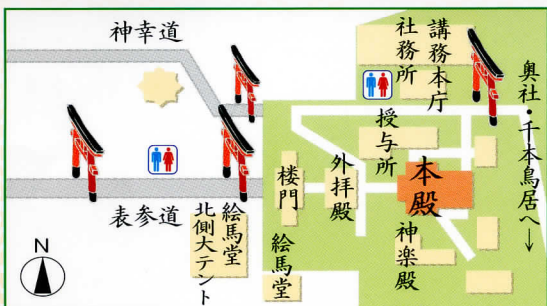 神幸道
社務所
講務本庁
奥社・千本鳥居へ→
授与所
本殿
外拝殿
楼門
表参道
絵馬堂
北側大テント
絵馬堂
神楽殿
N